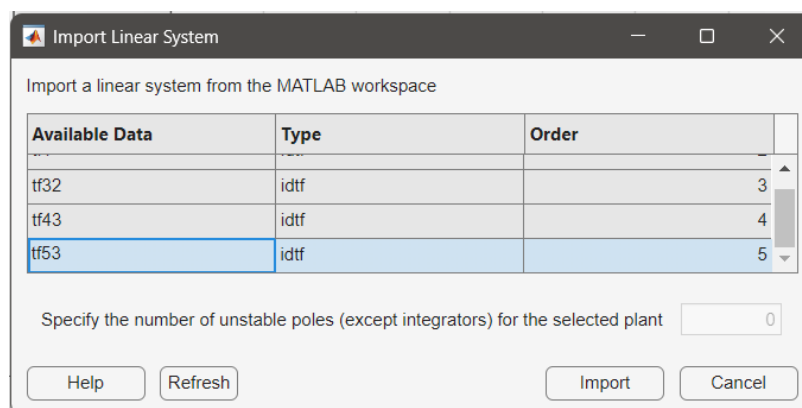 Import Linear System
Import a linear system from the MATLAB workspace
Available Data Type Order
tf32 idtf 3
tf43 idtf 4
tf53 idtf 5
Specify the number of unstable poles (except integrators) for the selected plant 0
Help Refresh Import Cancel